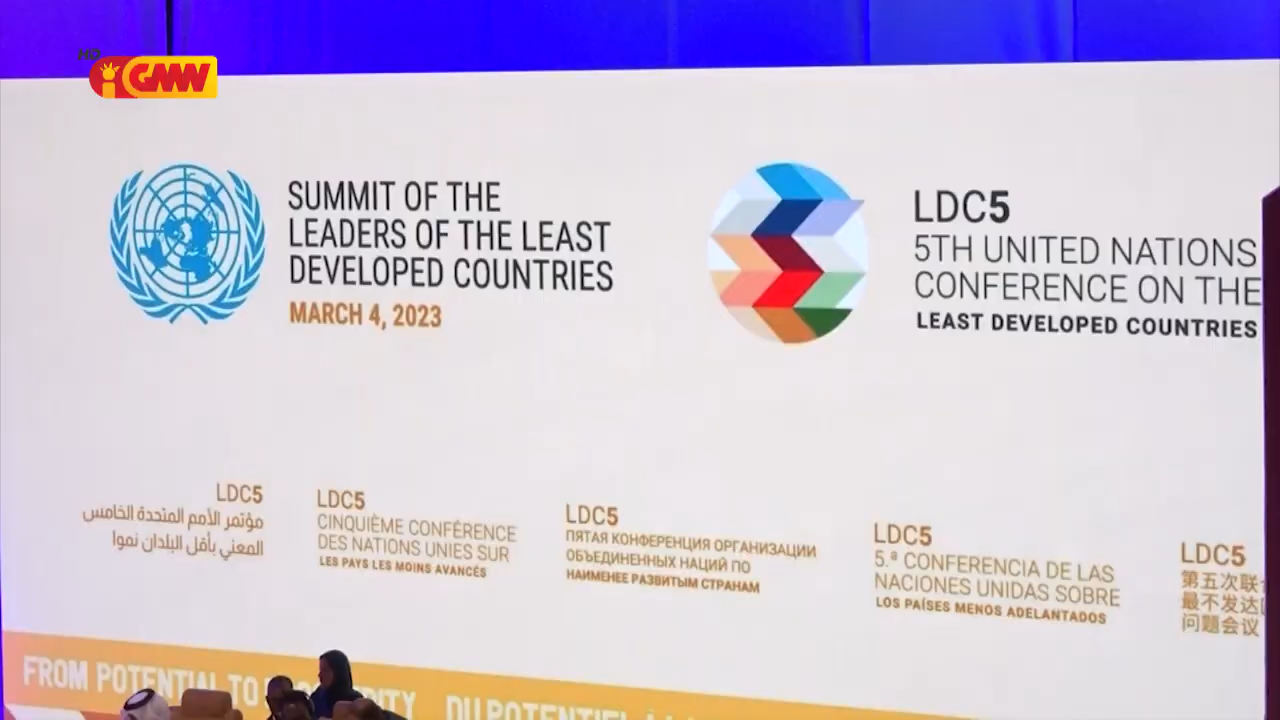 HD
iGMW
SUMMIT OF THE
LEADERS OF THE LEAST
DEVELOPED COUNTRIES
MARCH 4, 2023
LDC5
5TH UNITED NATIONS
CONFERENCE ON THE
LEAST DEVELOPED COUNTRIES
LDC5
مؤتمر الأمم المتحدة الخامس
المعني بأقل البلدان نموا
LDC5
CINQUIÈME CONFÉRENCE
DES NATIONS UNIES SUR
LES PAYS LES MOINS AVANCÉS
LDC5
ПЯТАЯ КОНФЕРЕНЦИЯ ОРГАНИЗАЦИИ
ОБЪЕДИНЕННЫХ НАЦИЙ ПО
НАИМЕНЕЕ РАЗВИТЫМ СТРАНАМ
LDC5
5.ª CONFERENCIA DE LAS
NACIONES UNIDAS SOBRE
LOS PAÍSES MENOS ADELANTADOS
LDC5
第五次联
最不发达
问题会议
FROM POTENTIAL TO
DU POTENTIEL